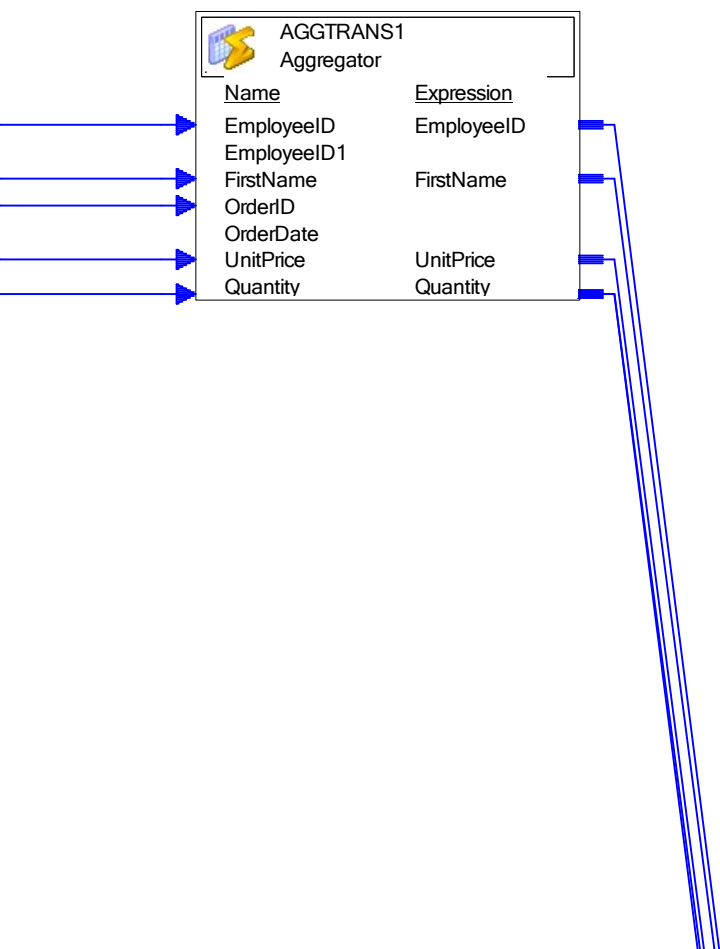 AGGTRANS1
Aggregator
Name Expression
EmployeeID EmployeeID
EmployeeID1
FirstName FirstName
OrderID
OrderDate
UnitPrice UnitPrice
Quantity Quantity